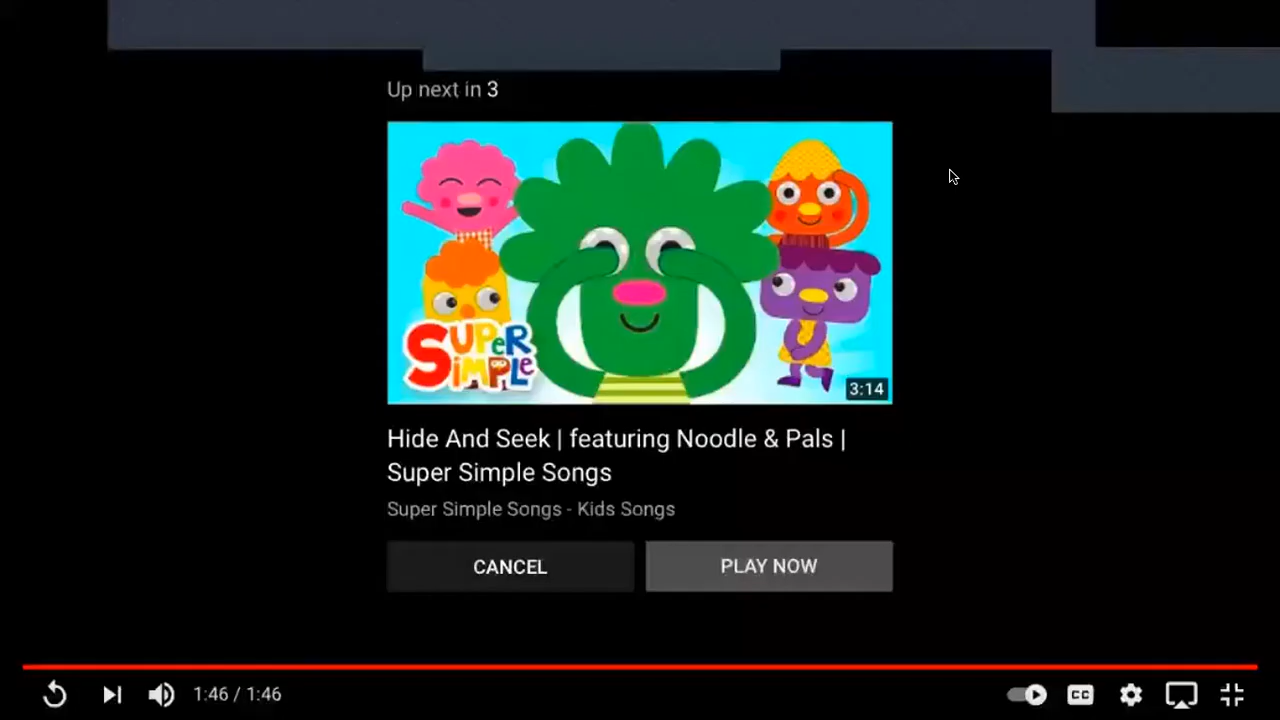 Up next in 3
SUPER
SiMPLE
3:14
Hide And Seek | featuring Noodle & Pals |
Super Simple Songs
Super Simple Songs - Kids Songs
CANCEL
PLAY NOW
1:46 / 1:46
CC